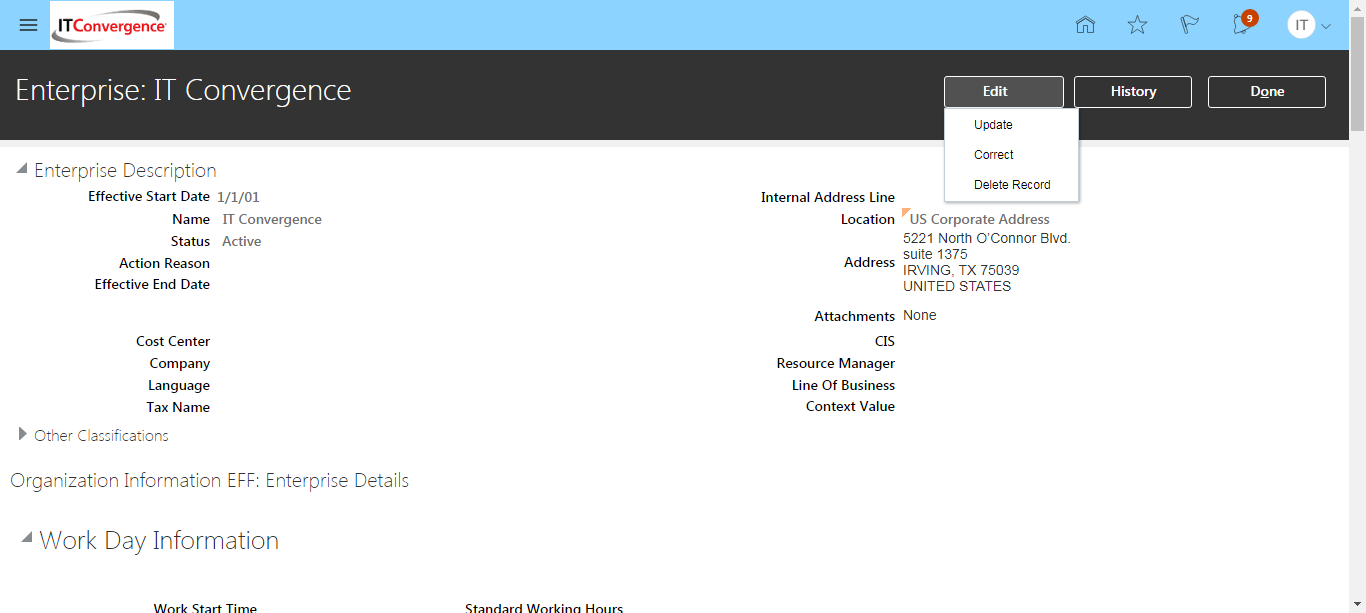 ITConvergence
9
IT
Enterprise: IT Convergence
Edit
History
Done
Update
Correct
Delete Record
Enterprise Description
Effective Start Date 1/1/01
Name IT Convergence
Status Active
Action Reason
Effective End Date
Cost Center
Company
Language
Tax Name
Internal Address Line
Location US Corporate Address
Address 5221 North O'Connor Blvd.
suite 1375
IRVING, TX 75039
UNITED STATES
Attachments None
CIS
Resource Manager
Line Of Business
Context Value
Other Classifications
Organization Information EFF: Enterprise Details
Work Day Information
Work Start Time
Standard Working Hours